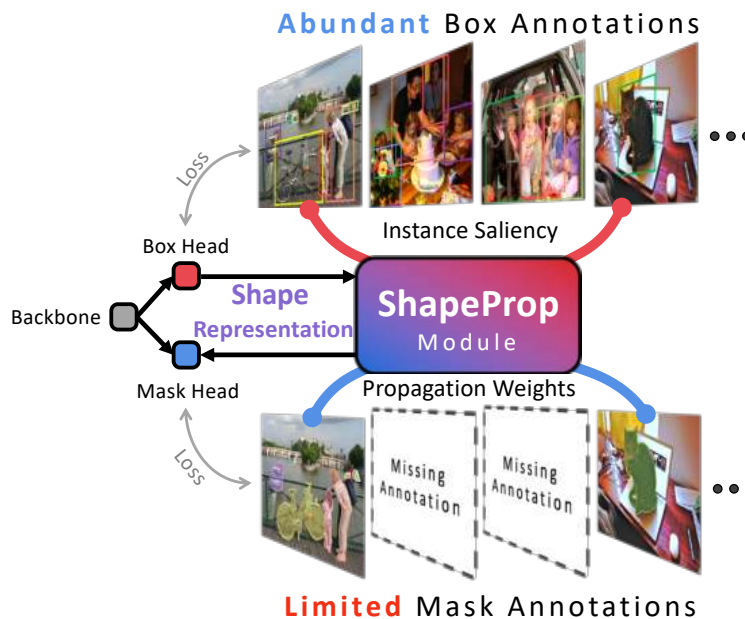 Abundant Box Annotations
Loss
Instance Saliency
Box Head
Shape
Representation
Backbone
ShapeProp
Module
Mask Head
Propagation Weights
Loss
Missing
Annotation
Missing
Annotation
Limited Mask Annotations